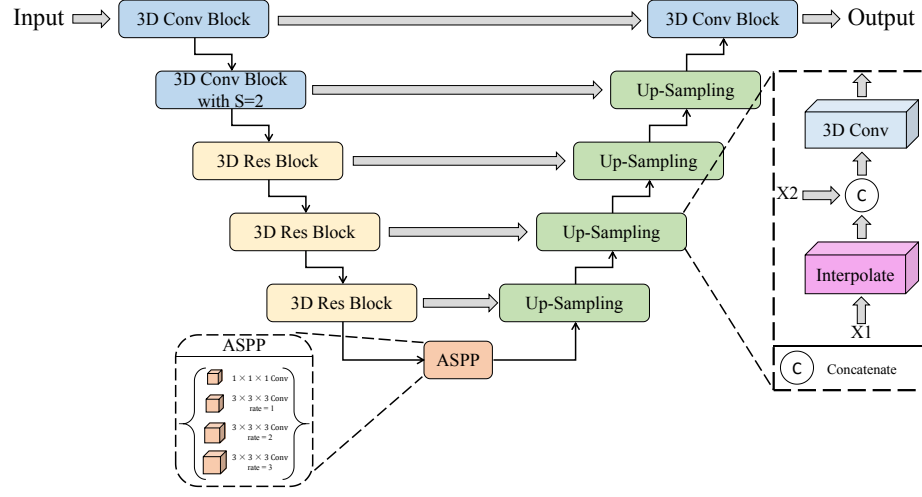 Input
3D Conv Block
3D Conv Block
Output
3D Conv Block
with S=2
Up-Sampling
3D Res Block
Up-Sampling
3D Res Block
Up-Sampling
3D Res Block
Up-Sampling
ASPP
ASPP
1 × 1 × 1 Conv
3 × 3 × 3 Conv
rate = 1
3 × 3 × 3 Conv
rate = 2
3 × 3 × 3 Conv
rate = 3
3D Conv
X2
C
Interpolate
X1
C
Concatenate